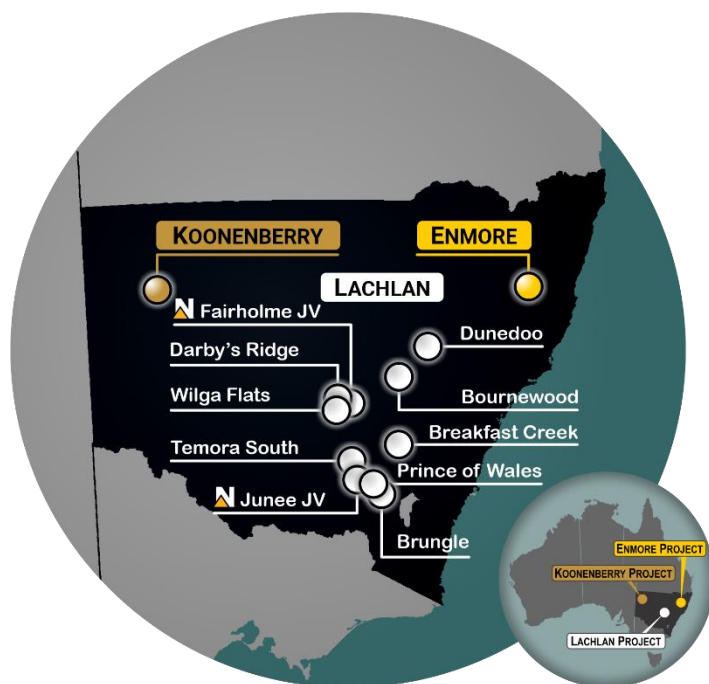 KOONENBERRY
ENMORE
LACHLAN
N Fairholme JV
Dunedoo
Darby's Ridge
Wilga Flats
Bournewood
Breakfast Creek
Temora South
Prince of Wales
N Junee JV
Brungle
ENMORE PROJECT
KOONENBERRY PROJECT
LACHLAN PROJECT